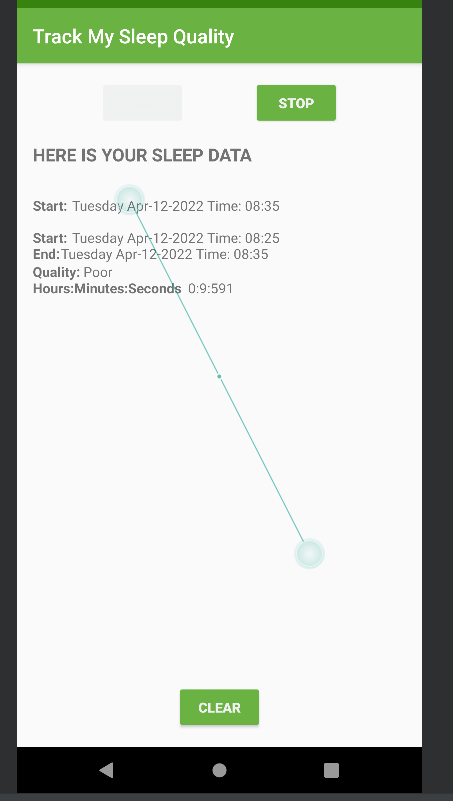 Track My Sleep Quality
STOP
HERE IS YOUR SLEEP DATA
Start: Tuesday Apr-12-2022 Time: 08:35
Start: Tuesday Apr-12-2022 Time: 08:25
End:Tuesday Apr-12-2022 Time: 08:35
Quality: Poor
Hours:Minutes:Seconds 0:9:591
CLEAR